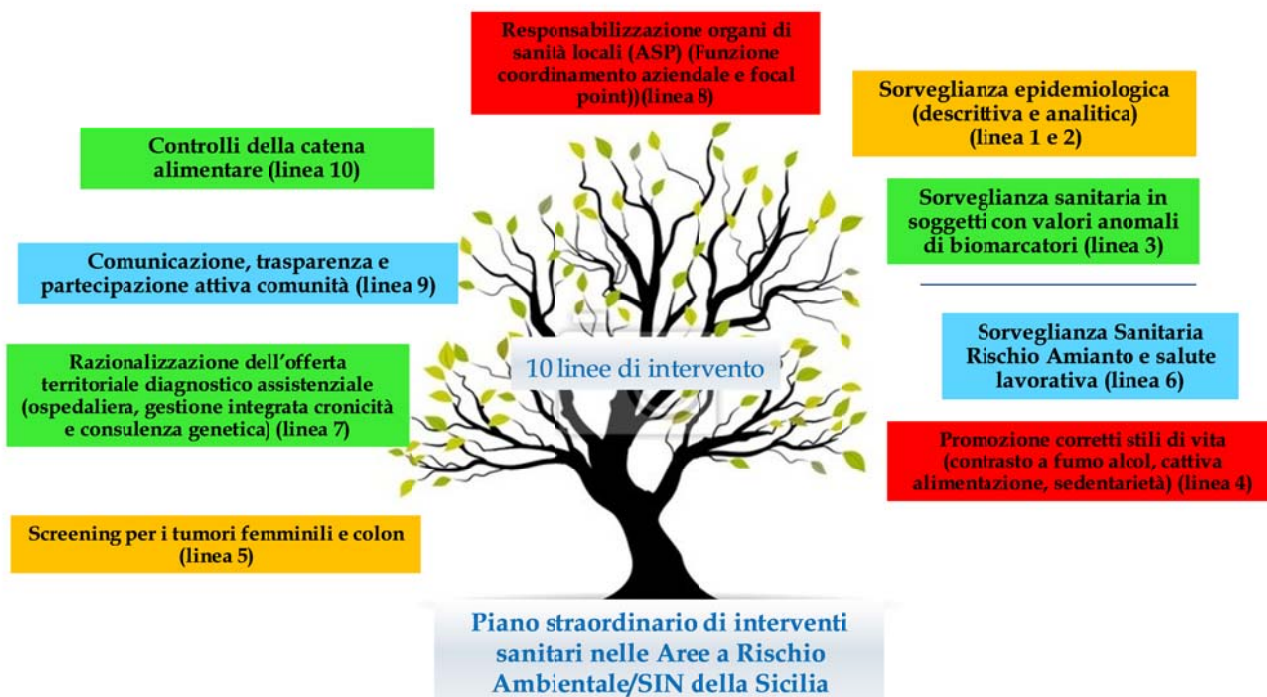 Responsabilizzazione organi di
sanità locali (ASP) (Funzione
coordinamento aziendale e focal
point))(linea 8)
Sorveglianza epidemiologica
(descrittiva e analitica)
(linea 1 e 2)
Controlli della catena
alimentare (linea 10)
Sorveglianza sanitaria in
soggetti con valori anomali
di biomarcatori (linea 3)
Comunicazione, trasparenza e
partecipazione attiva comunità (linea 9)
Sorveglianza Sanitaria
Rischio Amianto e salute
lavorativa (linea 6)
Razionalizzazione dell’offerta
territoriale diagnostico assistenziale
(ospedaliera, gestione integrata cronicità
e consulenza genetica) (linea 7)
10 linee di intervento
Promozione corretti stili di vita
(contrasto a fumo alcol, cattiva
alimentazione, sedentarietà) (linea 4)
Screening per i tumori femminili e colon
(linea 5)
Piano straordinario di interventi
sanitari nelle Aree a Rischio
Ambientale/SIN della Sicilia